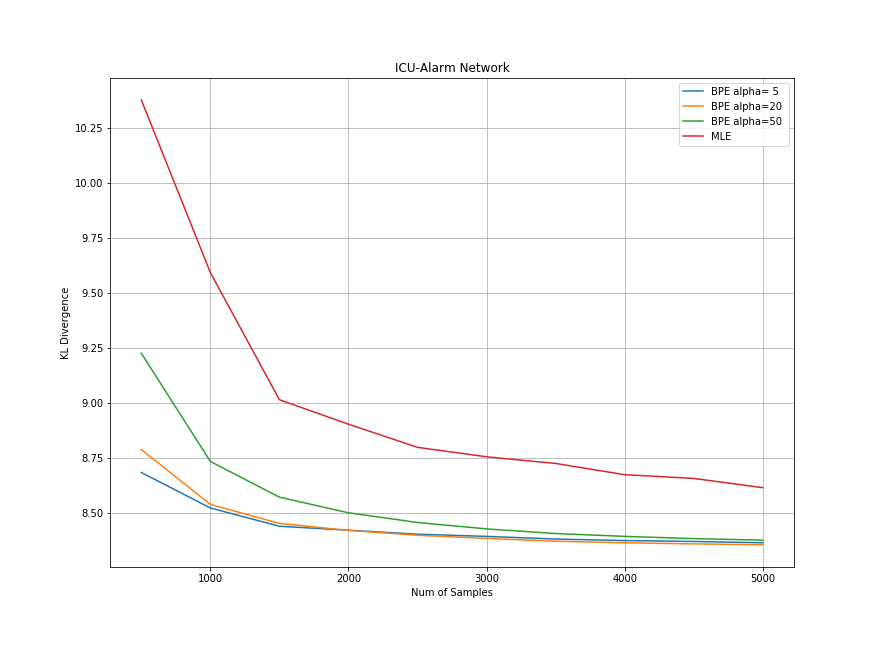 ICU-Alarm Network
BPE alpha= 5
BPE alpha=20
BPE alpha=50
MLE
KL Divergence
10.25
10.00
9.75
9.50
9.25
9.00
8.75
8.50
1000 2000 3000 4000 5000
Num of Samples